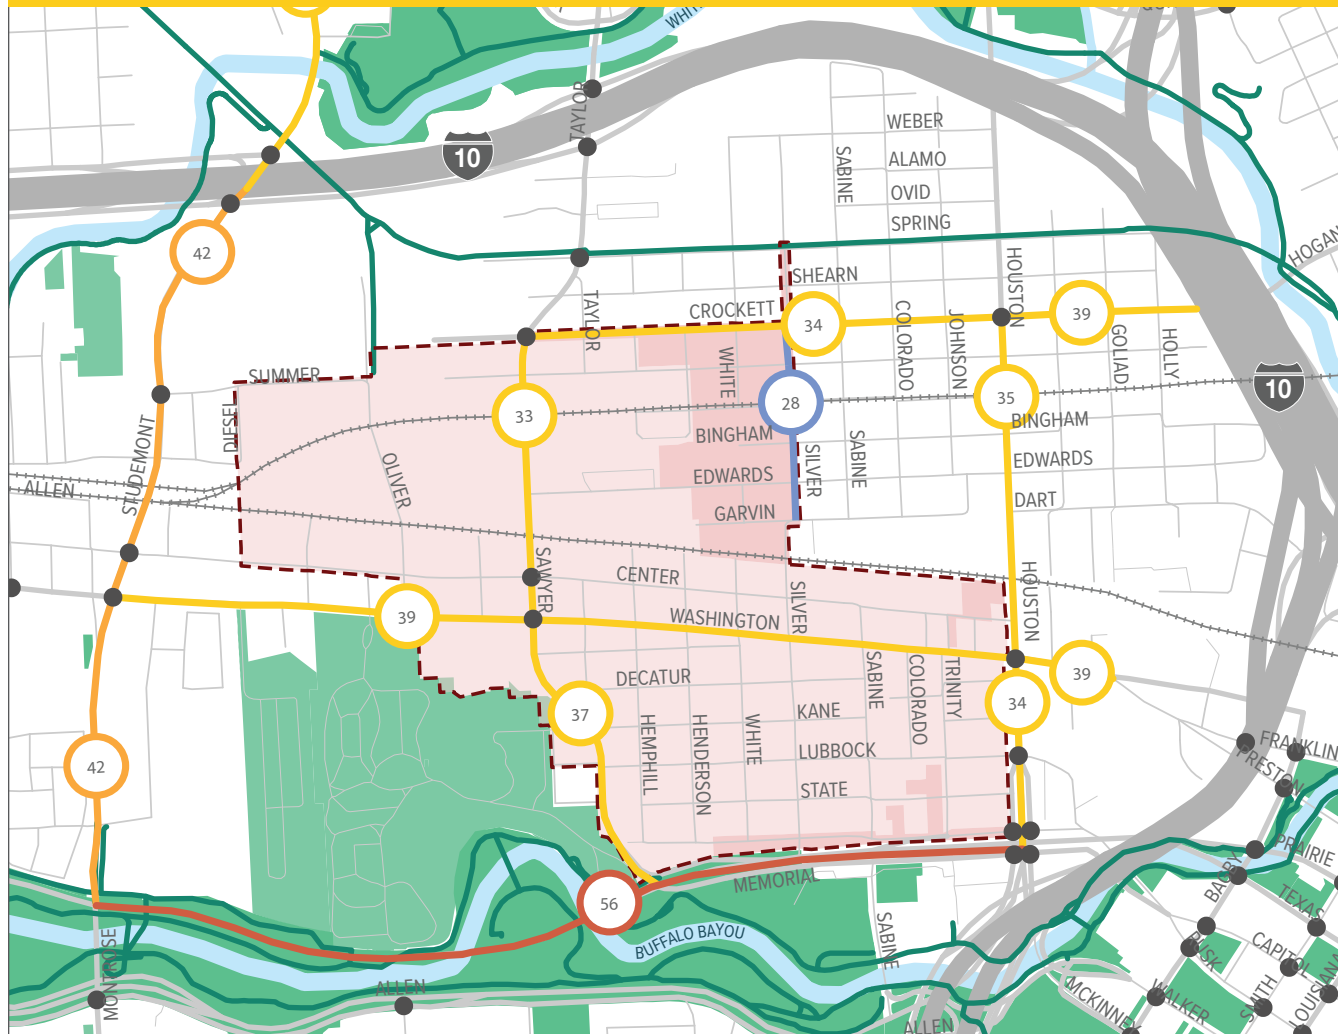 WHIT
TAYLOR
10
WEBER
SABINE
ALAMO
OVID
SPRING
HOGAN
42
SHEARN
HOUSTON
CROCKETT
34
39
TAYLOR
COLORADO
JOHNSON
GOLIAD
HOLLY
WHITE
SUMMER
10
28
35
33
DIESEL
BINGHAM
BINGHAM
STUDEMONT
OLIVER
SILVER
SABINE
EDWARDS
EDWARDS
ALLEN
DART
GARVIN
SAWYER
CENTER
SILVER
HOUSTON
39
WASHINGTON
DECATUR
SABINE
COLORADO
TRINITY
39
34
37
HEMPHILL
HENDERSON
WHITE
KANE
LUBBOCK
STATE
42
FRANKLIN
PRESTON
PRAIRIE
MEMORIAL
BAGBY
TEXAS
56
BUFFALO BAYOU
SABINE
MONTROSE
RUSK
CAPITOL
LOUISIANA
SMITH
WALKER
MCKINNEY
ALLEN
ALLEN